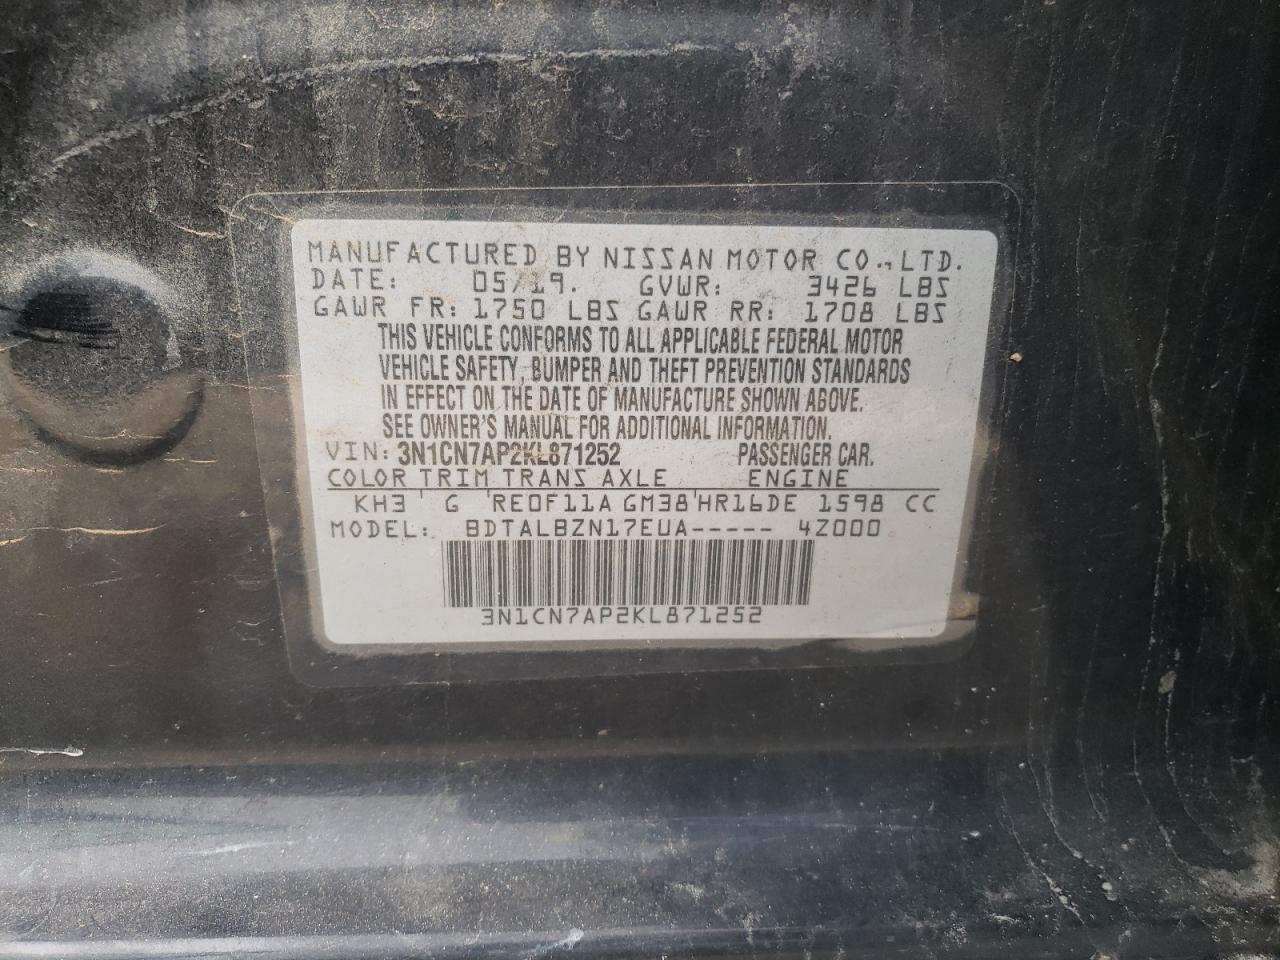 MANUFACTURED BY NISSAN MOTOR CO., LTD.
DATE: 05/19. GVWR: 3426 LBS
GAWR FR: 1750 LBS GAWR RR: 1708 LBS
THIS VEHICLE CONFORMS TO ALL APPLICABLE FEDERAL MOTOR
VEHICLE SAFETY, BUMPER AND THEFT PREVENTION STANDARDS
IN EFFECT ON THE DATE OF MANUFACTURE SHOWN ABOVE.
SEE OWNER'S MANUAL FOR ADDITIONAL INFORMATION.
VIN: 3N1CN7AP2KL871252 PASSENGER CAR.
COLOR TRIM TRANS AXLE ENGINE
KH3 ' G ' RE0F11A GM38 ' HR16DE 1598 CC
MODEL: BDTALBZN17EUA----- 4Z000
3N1CN7AP2KL871252